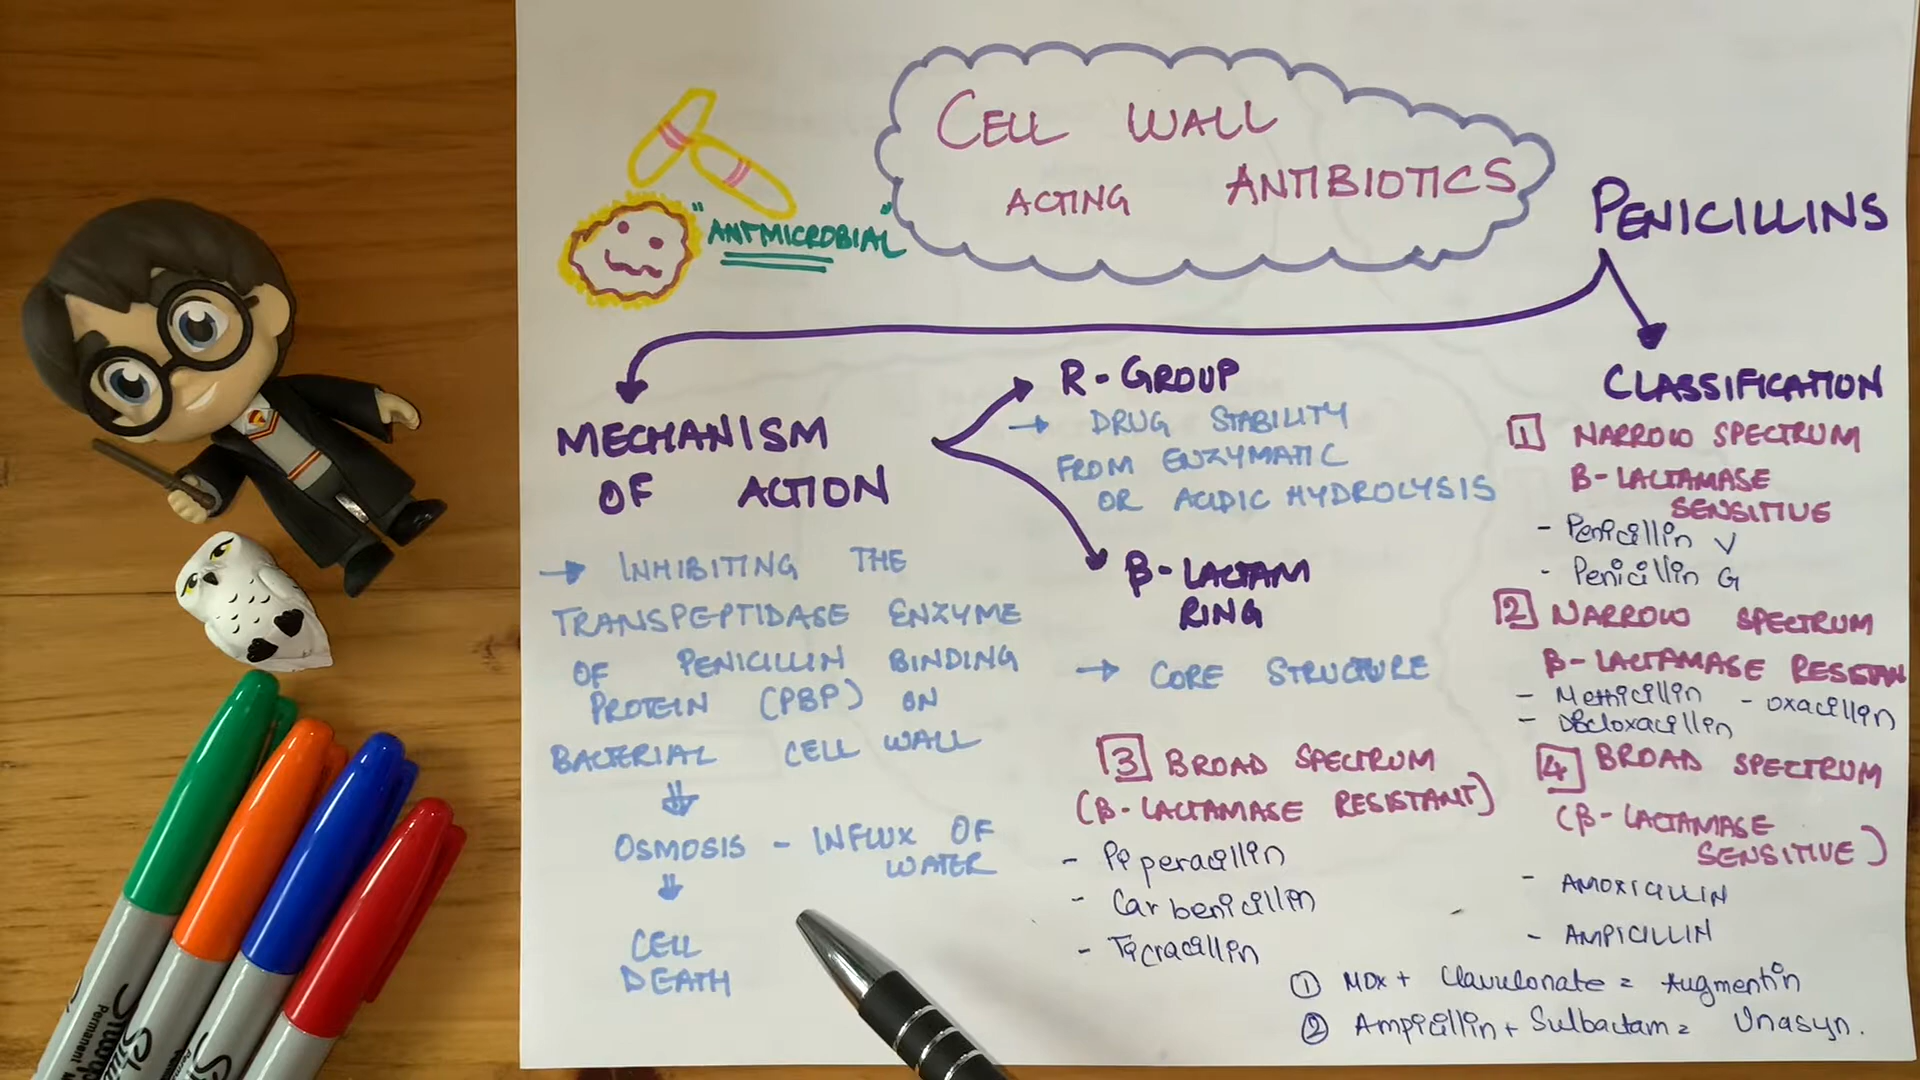 CELL WALL
ACTING ANTIBIOTICS
"ANTMICROBIAL"
PENICILLINS
MECHANISM
OF ACTION
→ INHIBITING THE
TRANSPEPTIDASE ENZYME
OF PENICILLIN BINDING
PROTEIN (PBP) ON
BACTERIAL CELL WALL
OSMOSIS - INFLUX OF
WATER
CELL
DEATH
R-GROUP
→ DRUG STABILITY
FROM ENZYMATIC
OR ACIDIC HYDROLYSIS
β-LACTAM
RING
→ CORE STRUCTURE
CLASSIFICATION
1 NARROW SPECTRUM
β-LACTAMASE
SENSITIVE
- Penicillin V
- Penicillin G
2 NARROW SPECTRUM
β-LACTAMASE RESISTAN
- Methicillin - Oxacillin
- Dicloxacillin
3 BROAD SPECTRUM
(β-LACTAMASE RESISTANT)
- Piperacillin
- Carbenicillin
- Ticracillin
4 BROAD SPECTRUM
(β-LACTAMASE
SENSITIVE)
- AMOXICILLIN
- AMPICILLIN
① MOX + Clavulonate = Augmentin
② Ampicillin + Sulbactam = Unasyn.
Permanent